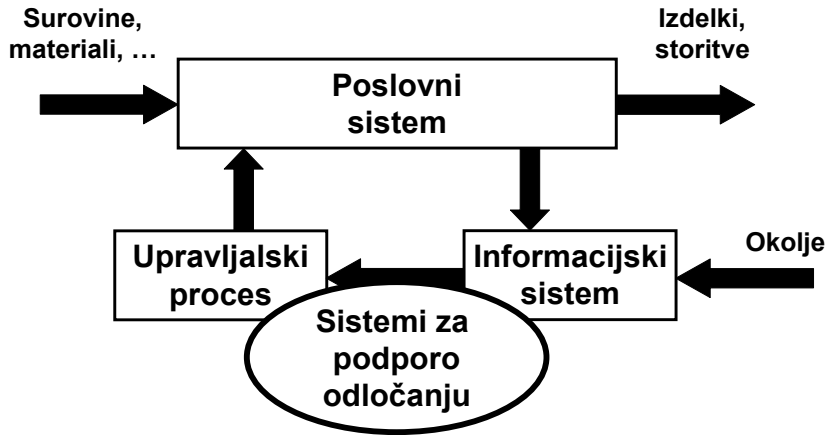 Surovine,
materiali, …
Izdelki,
storitve
Poslovni
sistem
Upravljalski
proces
Informacijski
sistem
Okolje
Sistemi za
podporo
odločanju